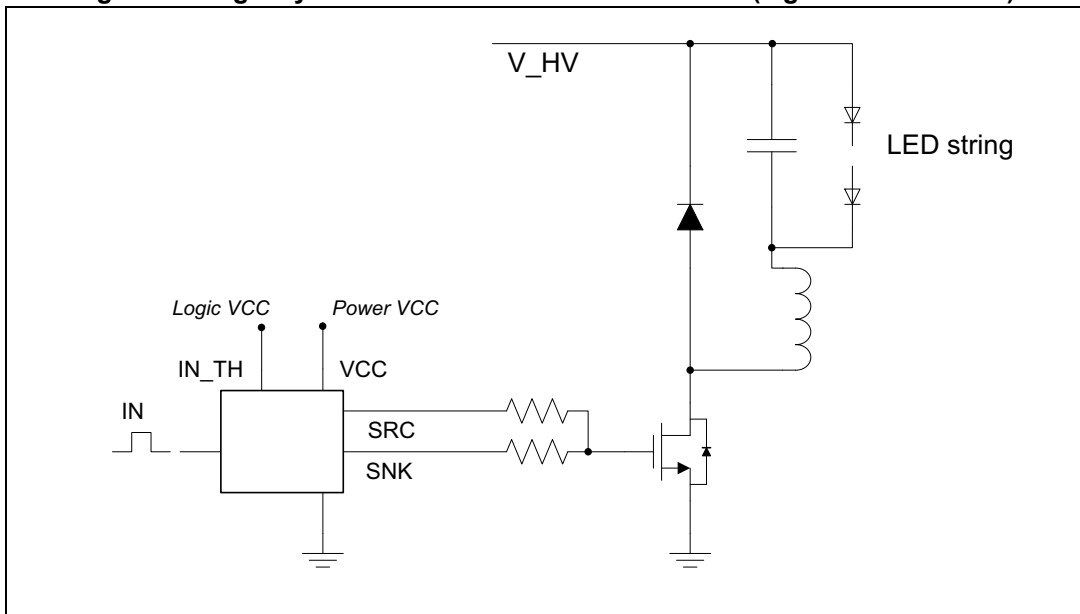 V_HV
LED string
Logic VCC
Power VCC
IN_TH
VCC
IN
SRC
SNK